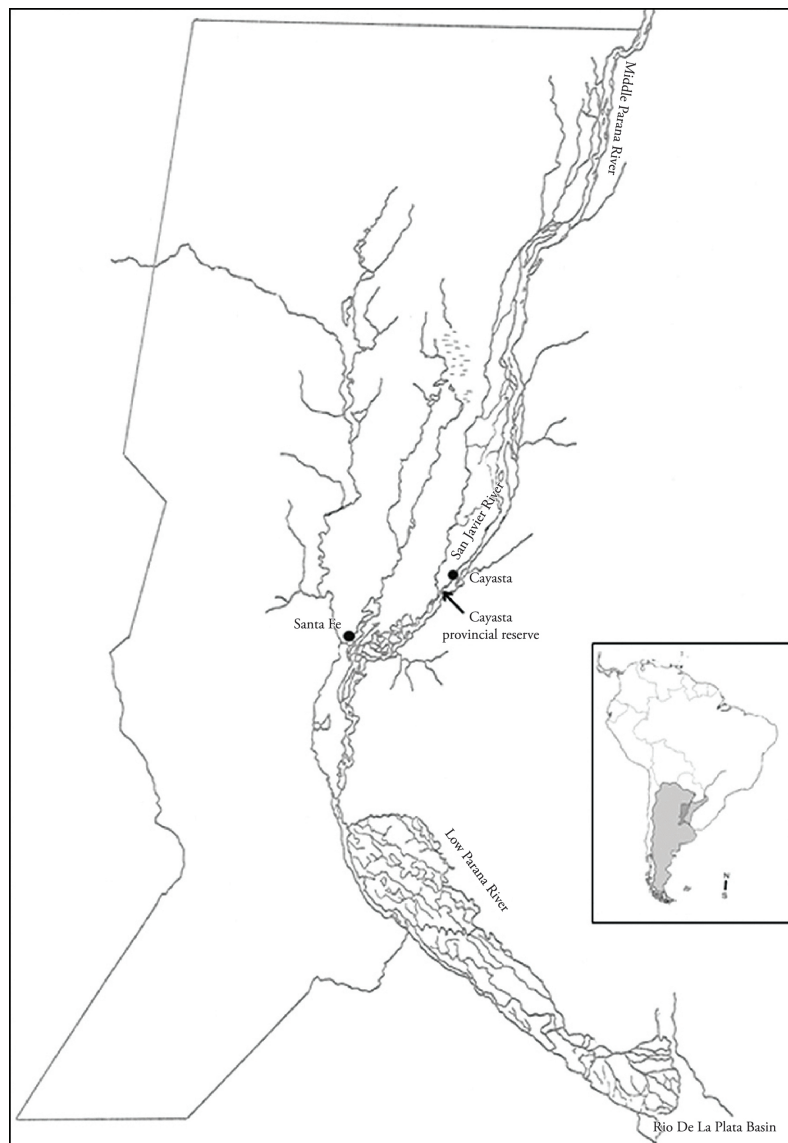 Middle Parana River
San Javier River
Cayasta
Cayasta
provincial reserve
Santa Fe
Low Parana River
N
S
Rio De La Plata Basin